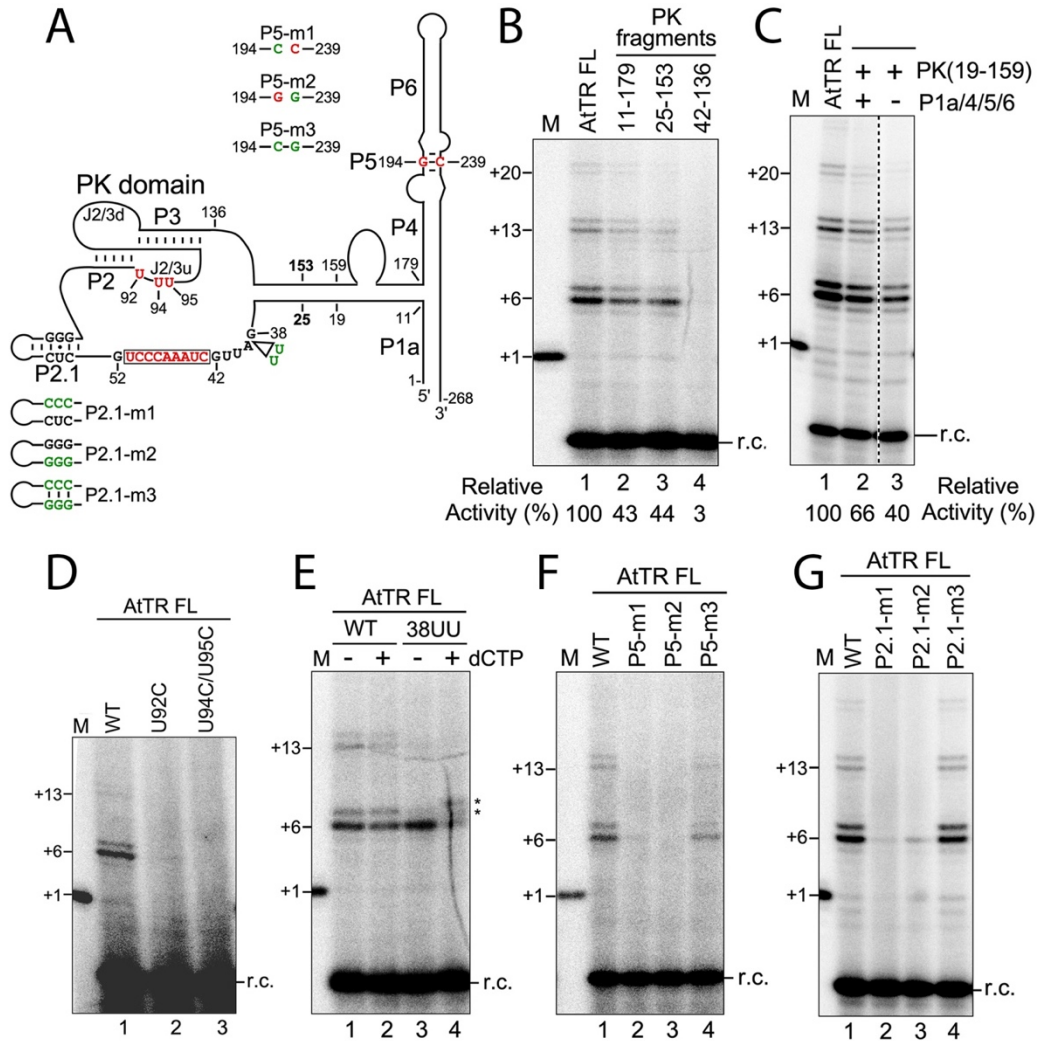 A
P5-m1
194 C C 239
P5-m2
194 G G 239
P5-m3
194 C G 239
P6
P5 194 G C 239
PK domain
J2/3d P3 136
P2 J2/3u
U UU
92 94 95
153 159 179
P4
25 19 11
P1a
GGG
CUC
P2.1
G UCCCAAAUC GUU A G 38
UU
52 42
1 5'
268 3'
CCC
CUC P2.1-m1
GGG
GGG P2.1-m2
CCC
GGG P2.1-m3
B
PK fragments
M AtTR FL 11-179 25-153 42-136
+20
+13
+6
+1
r.c.
1 2 3 4
Relative Activity (%) 100 43 44 3
C
M AtTR FL
+ + PK(19-159)
+ - P1a/4/5/6
+20
+13
+6
+1
r.c.
1 2 3
100 66 40 Relative Activity (%)
D
AtTR FL
M WT U92C U94C/U95C
+13
+6
+1
r.c.
1 2 3
E
AtTR FL
WT 38UU
M - + - + dCTP
+13
+6
+1
*
*
r.c.
1 2 3 4
F
AtTR FL
M WT P5-m1 P5-m2 P5-m3
+13
+6
+1
r.c.
1 2 3 4
G
AtTR FL
M WT P2.1-m1 P2.1-m2 P2.1-m3
+13
+6
+1
r.c.
1 2 3 4